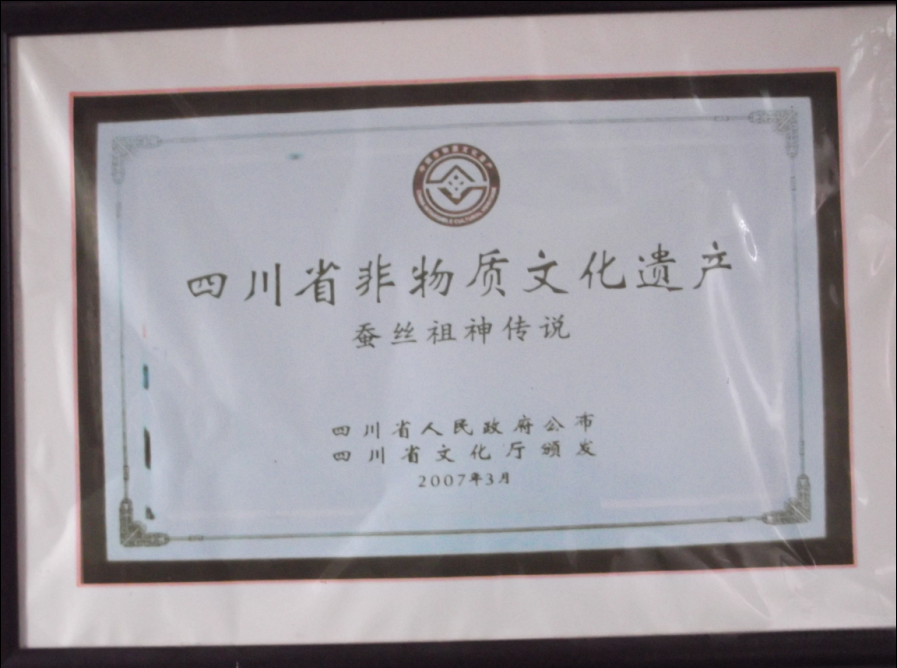 四川省非物质文化遗产
蚕丝祖神传说
四川省人民政府公布
四川省文化厅颁发
2007年3月